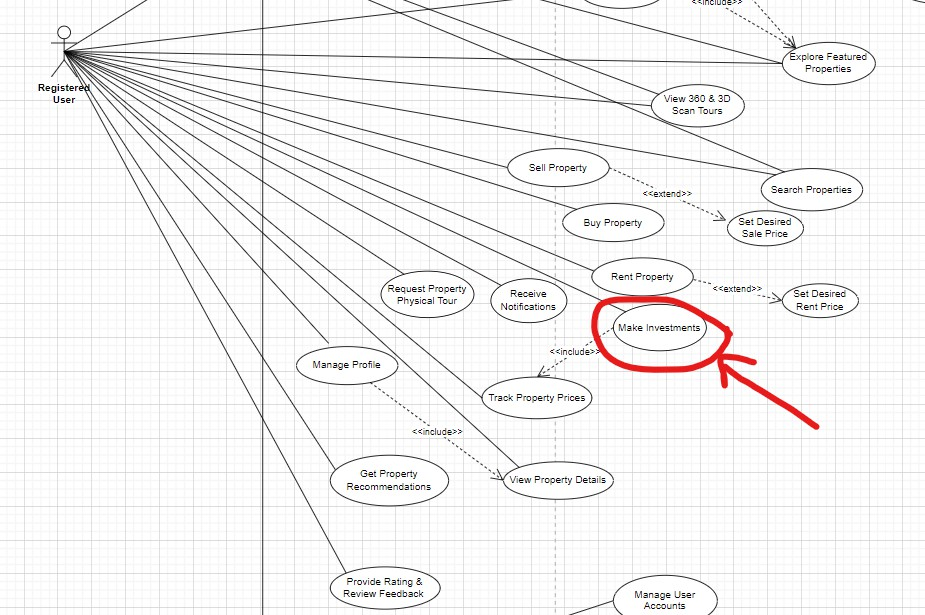 <<include>>
Explore Featured
Properties
Registered
User
View 360 & 3D
Scan Tours
Sell Property
<<extend>>
Search Properties
Buy Property
Set Desired
Sale Price
Rent Property
<<extend>>
Request Property
Physical Tour
Receive
Notifications
Set Desired
Rent Price
Make Investments
<<include>>
Manage Profile
Track Property Prices
<<include>>
Get Property
Recommendations
View Property Details
Provide Rating &
Review Feedback
Manage User
Accounts